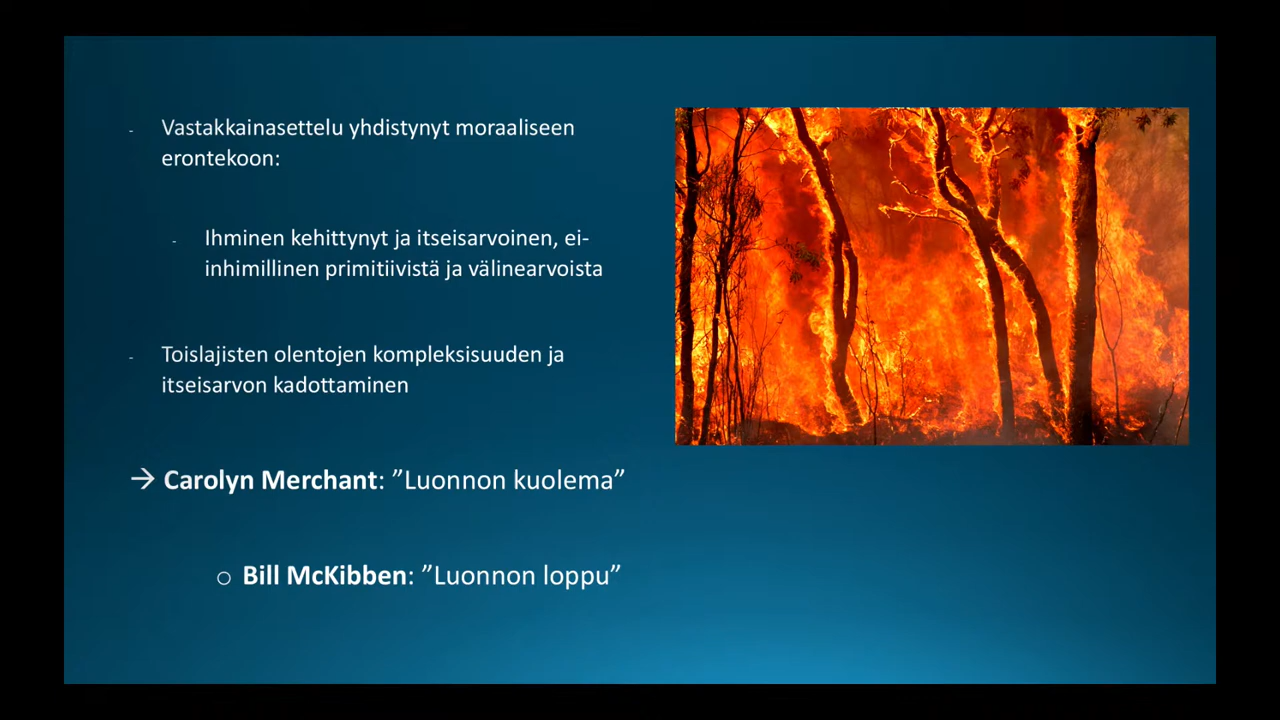 - Vastakkainasettelu yhdistynyt moraaliseen
erontekoon:
- Ihminen kehittynyt ja itseisarvoinen, ei-
inhimillinen primitiivistä ja välinearvoista
- Toislajisten olentojen kompleksisuuden ja
itseisarvon kadottaminen
→ Carolyn Merchant: ”Luonnon kuolema”
o Bill McKibben: ”Luonnon loppu”